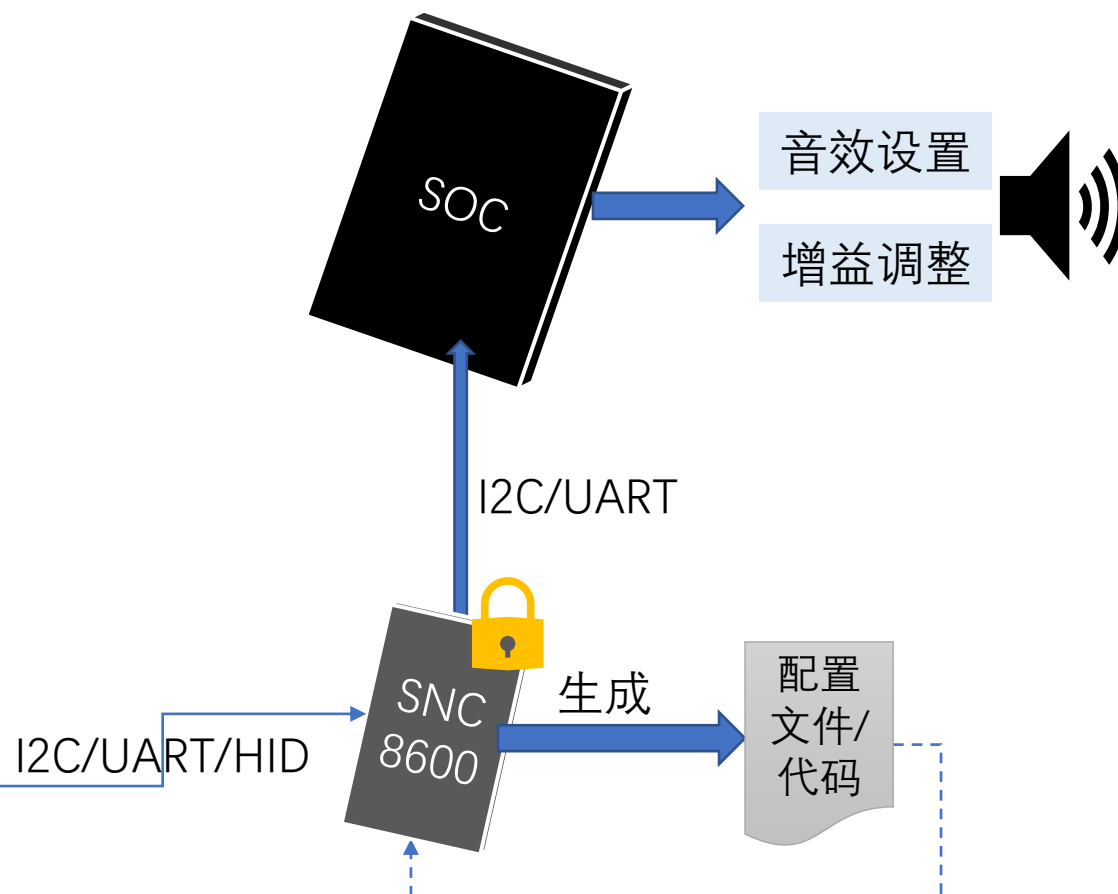 SOC
音效设置
增益调整
I2C/UART
SNC
8600
生成
配置
文件/
代码
I2C/UART/HID